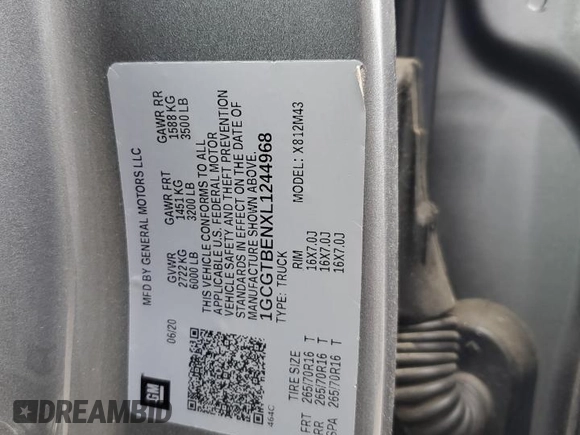 MFD BY GENERAL MOTORS LLC
06/20
GVWR GAWR FRT GAWR RR
2722 KG 1451 KG 1588 KG
6000 LB 3200 LB 3500 LB
THIS VEHICLE CONFORMS TO ALL
APPLICABLE U.S. FEDERAL MOTOR
VEHICLE SAFETY AND THEFT PREVENTION
STANDARDS IN EFFECT ON THE DATE OF
MANUFACTURE SHOWN ABOVE.
1GCGTBENXL1244968
TYPE: TRUCK MODEL: X812M43
TIRE SIZE RIM
FRT 265/70R16 T 16X7.0J
RR 265/70R16 T 16X7.0J
SPA 265/70R16 T 16X7.0J
GM
464C
DREAMBID